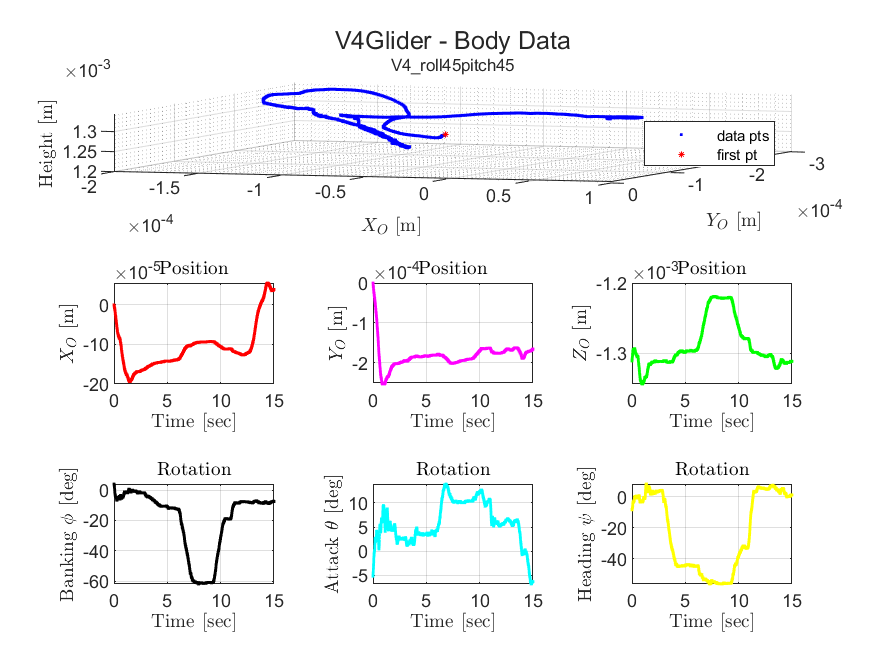 V4Glider - Body Data
V4_roll45pitch45
×10⁻³
Height [m]
1.3
1.25
1.2
-2
-1.5
-1
-0.5
0
0.5
1
0
-1
-2
-3
×10⁻⁴
X_O [m]
Y_O [m]
×10⁻⁴
data pts
first pt
×10⁻⁵ Position
X_O [m]
0
-10
-20
0 5 10 15
Time [sec]
×10⁻⁴ Position
Y_O [m]
0
-1
-2
0 5 10 15
Time [sec]
×10⁻³ Position
Z_O [m]
-1.2
-1.3
0 5 10 15
Time [sec]
Rotation
Banking ϕ [deg]
0
-20
-40
-60
0 5 10 15
Time [sec]
Rotation
Attack θ [deg]
10
5
0
-5
0 5 10 15
Time [sec]
Rotation
Heading ψ [deg]
0
-20
-40
0 5 10 15
Time [sec]